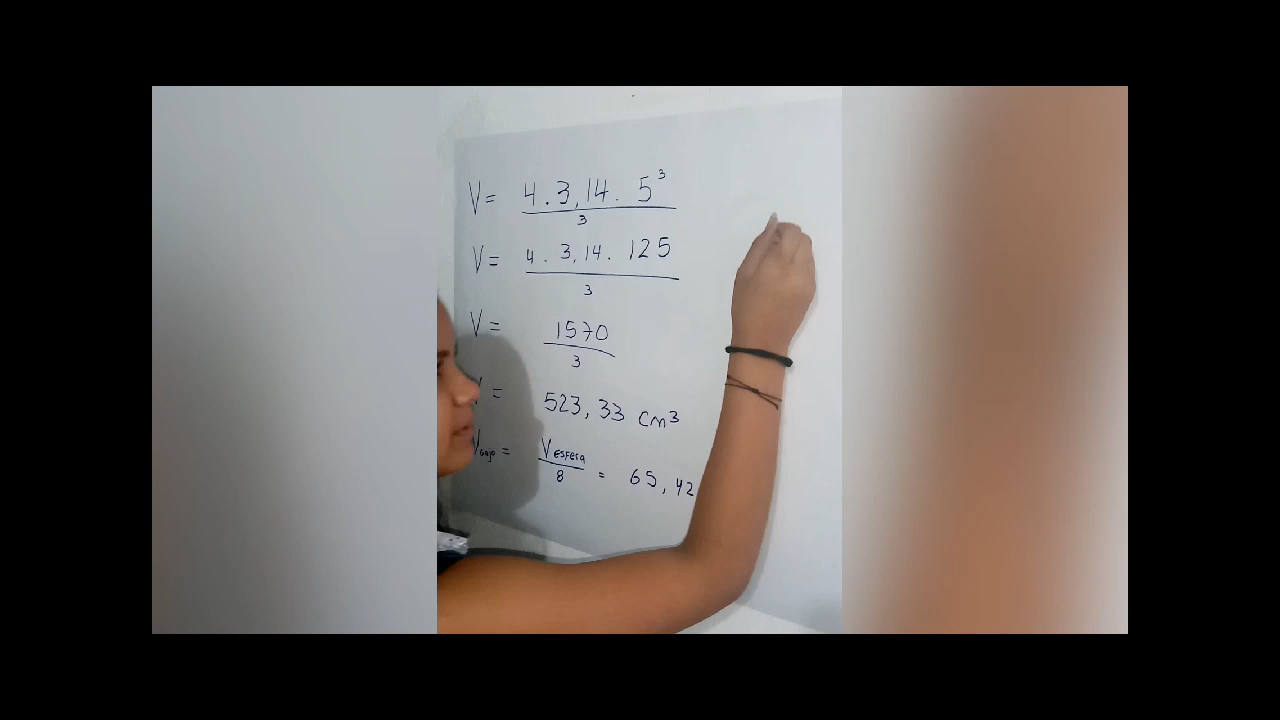 V = 4 . 3,14 . 5³
3
V = 4 . 3,14 . 125
3
V = 1570
3
V = 523,33 cm³
Vgajo = Vesfera = 65,42
8